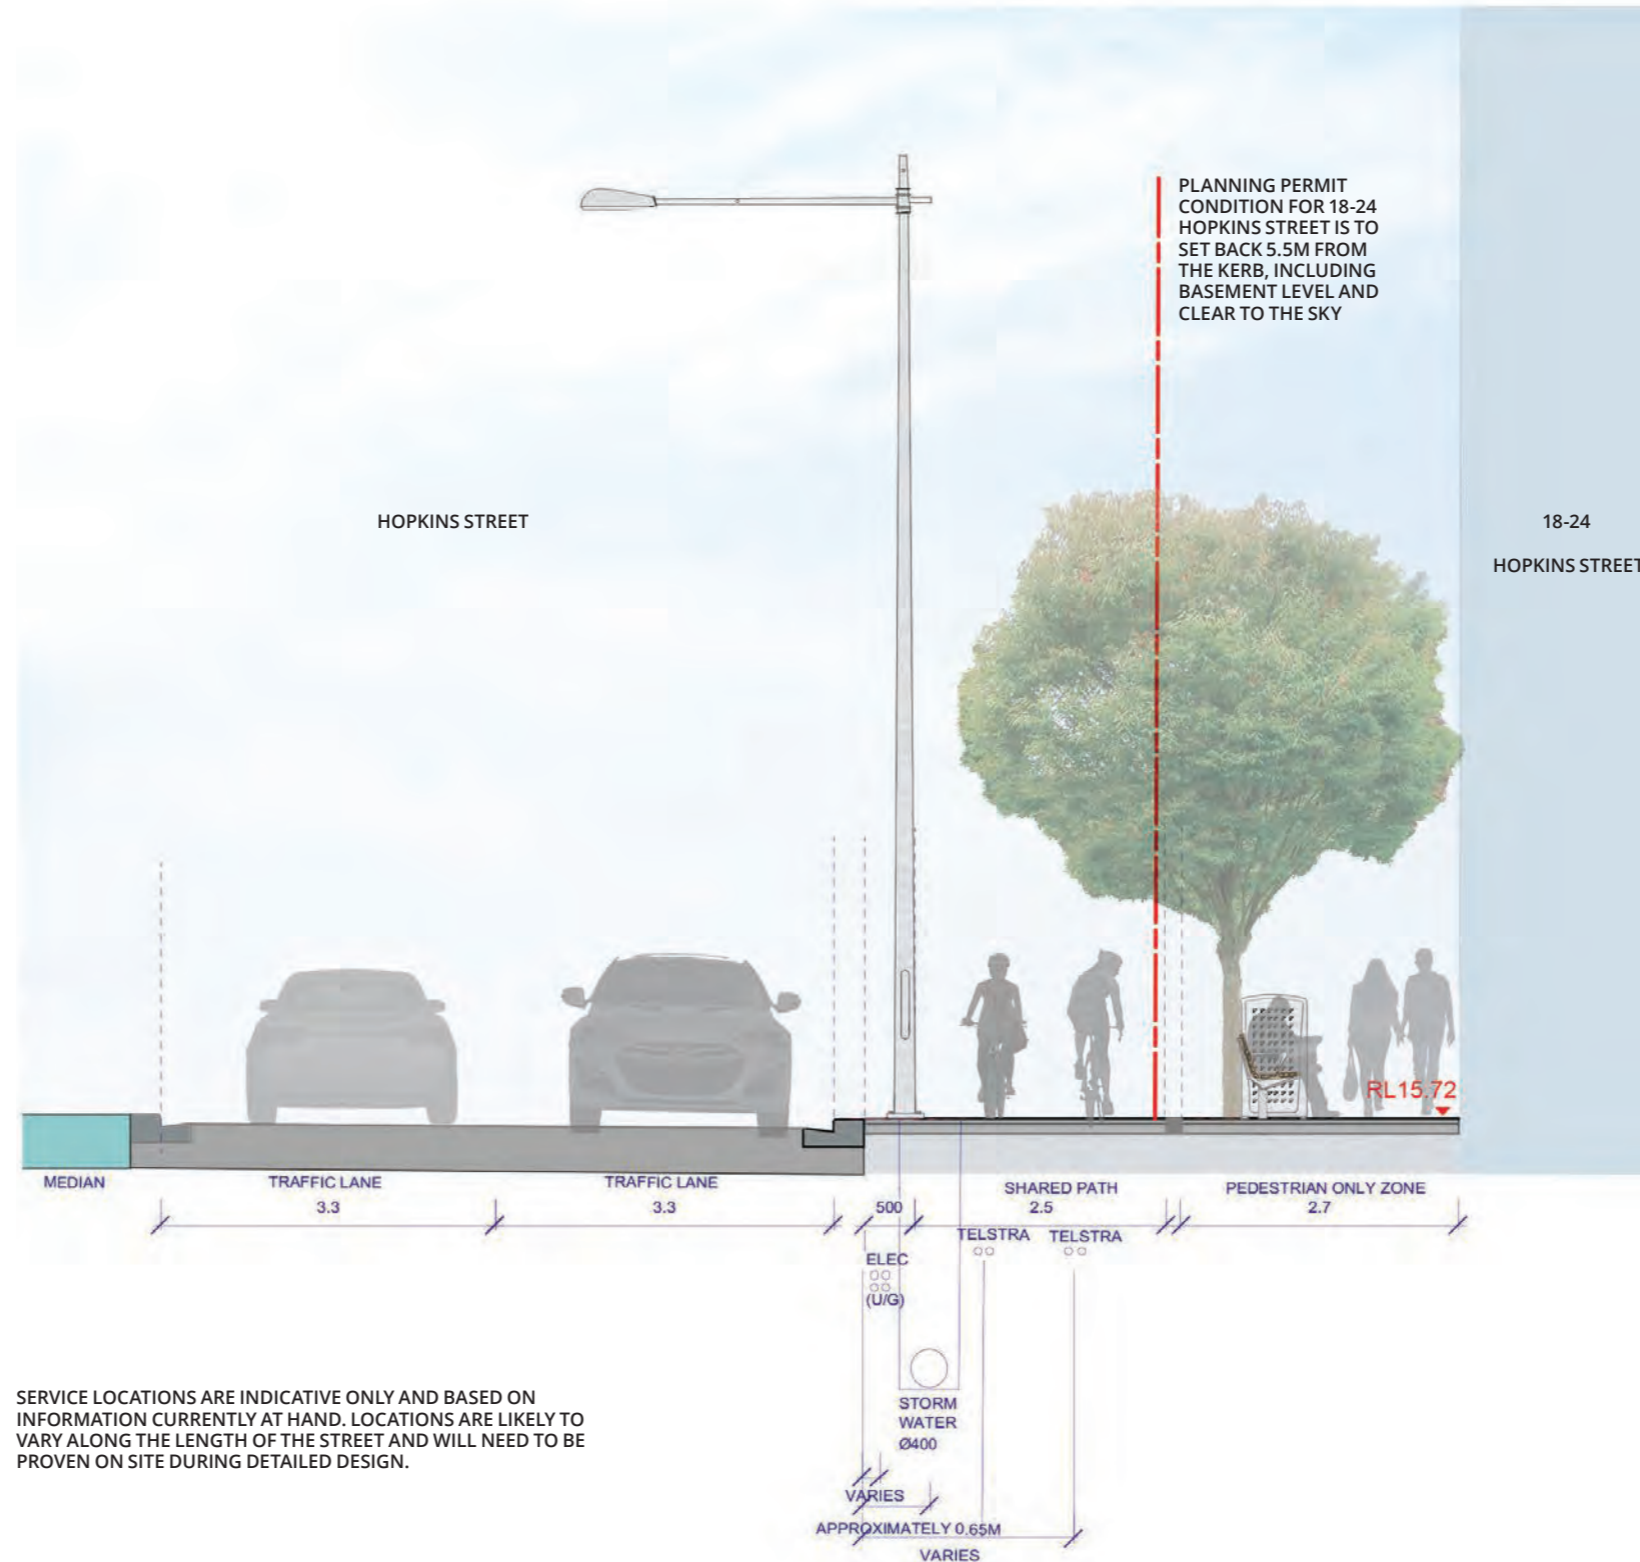 PLANNING PERMIT
CONDITION FOR 18-24
HOPKINS STREET IS TO
SET BACK 5.5M FROM
THE KERB, INCLUDING
BASEMENT LEVEL AND
CLEAR TO THE SKY
HOPKINS STREET
18-24
HOPKINS STREET
RL15.72
MEDIAN
TRAFFIC LANE
3.3
TRAFFIC LANE
3.3
500
SHARED PATH
2.5
PEDESTRIAN ONLY ZONE
2.7
TELSTRA
TELSTRA
ELEC
(U/G)
STORM
WATER
Ø400
VARIES
APPROXIMATELY 0.65M
VARIES
SERVICE LOCATIONS ARE INDICATIVE ONLY AND BASED ON
INFORMATION CURRENTLY AT HAND. LOCATIONS ARE LIKELY TO
VARY ALONG THE LENGTH OF THE STREET AND WILL NEED TO BE
PROVEN ON SITE DURING DETAILED DESIGN.